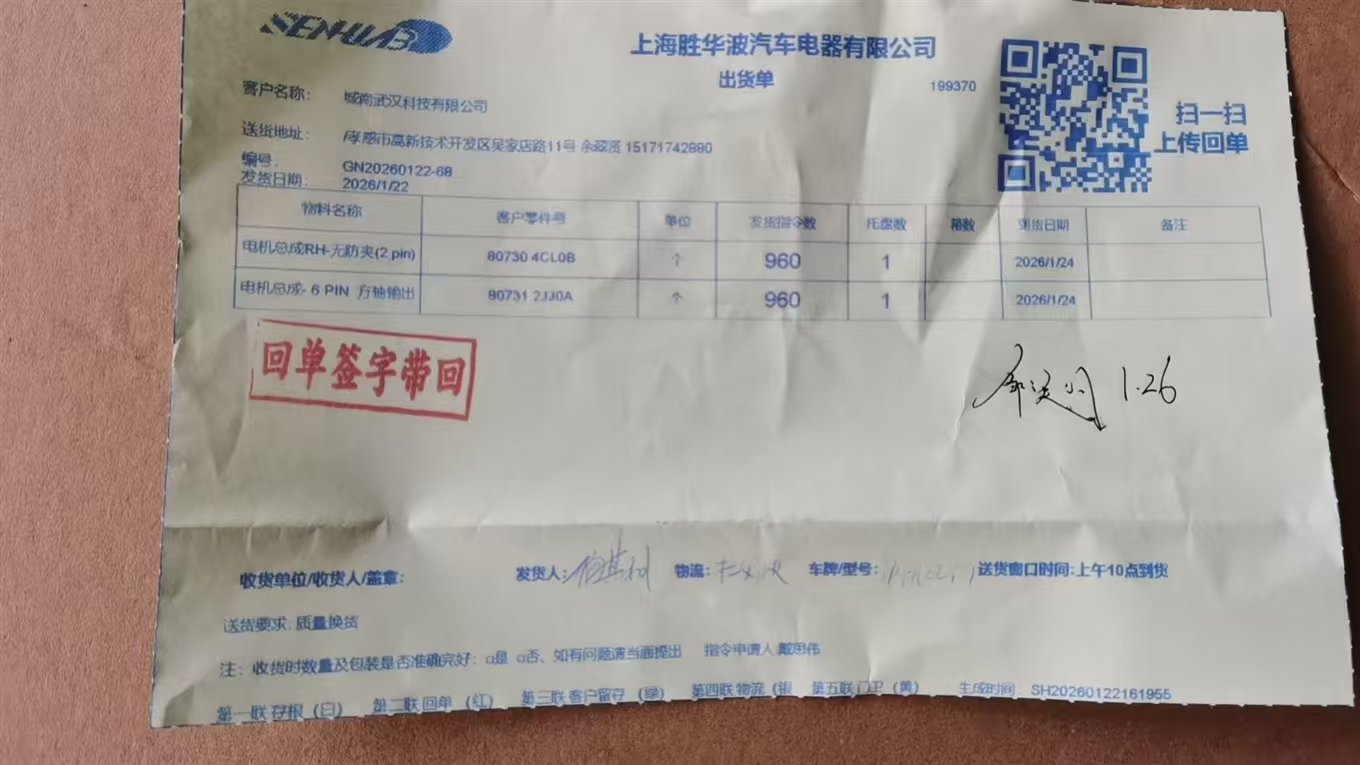 SENHUAB
上海胜华波汽车电器有限公司
出货单
199370
扫一扫
上传回单
客户名称： 城南武汉科技有限公司
送货地址： 孝感市高新技术开发区吴家店路11号 15171742880
编号： GN20260122-68
发货日期： 2026/1/22
物料名称 客户零件号 单位 发货指令数 托盘数 箱数 到货日期 备注
电机总成RH-无防夹(2 pin) 80730 4CL0B 个 960 1 2026/1/24
电机总成- 6 PIN 方轴输出 80731 2JJ0A 个 960 1 2026/1/24
回单签字带回
1.26
收货单位/收货人/盖章： 发货人： 物流： 车牌/型号： 送货窗口时间：上午10点到货
送货要求：质量换货
注： 收货时数量及包装是否准确完好：α是 α否、如有问题请当面提出 指令申请人 戴思伟
第一联 存根（白） 第二联 回单 （红） 第三联 客户留存 （绿） 第四联 物流（银 第五联 门卫（黄） 生成时间 SH20260122161955